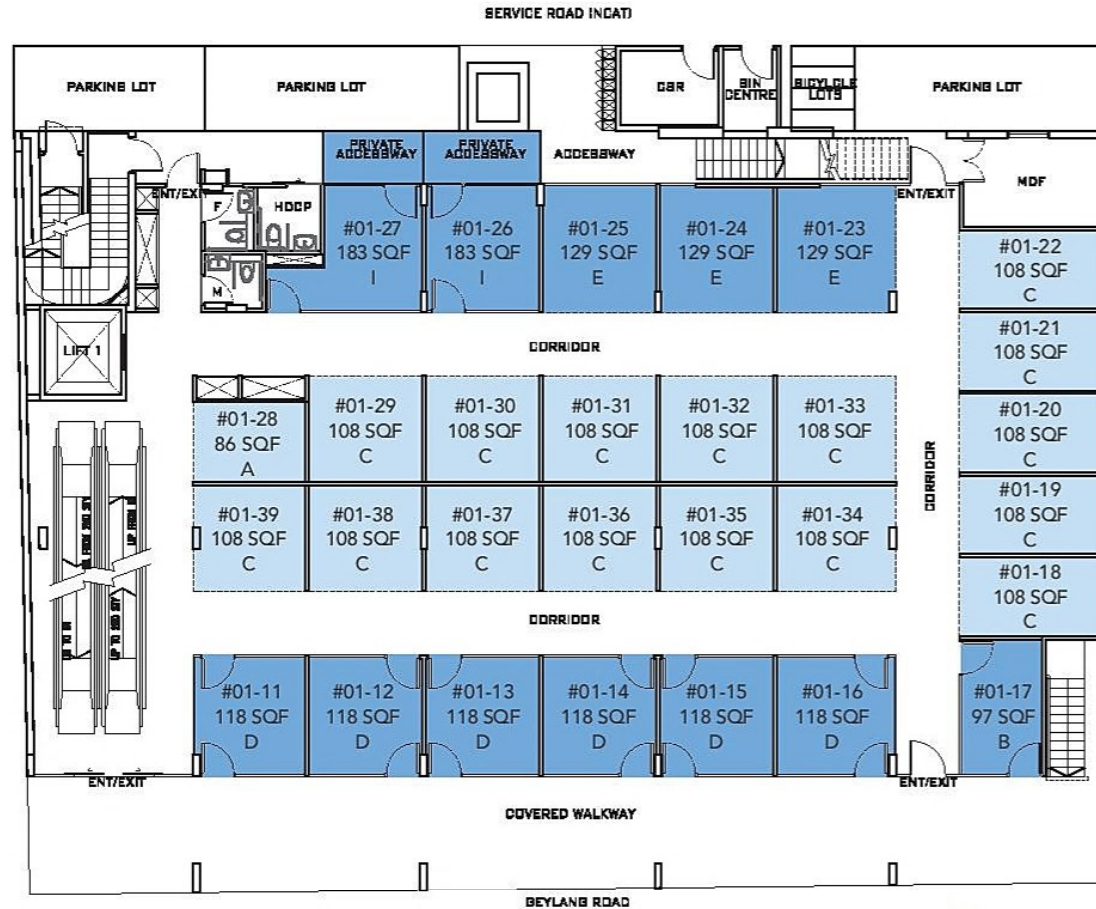 SERVICE ROAD (NCAT)
PARKING LOT
PARKING LOT
BIN
CENTRE
BICYLCLE
LOTS
PARKING LOT
PRIVATE
ACCESSWAY
PRIVATE
ACCESSWAY
ACCESSWAY
ENT/EXIT
F
HDCP
M
ENT/EXIT
MDF
#01-27
183 SQF
I
#01-26
183 SQF
I
#01-25
129 SQF
E
#01-24
129 SQF
E
#01-23
129 SQF
E
#01-22
108 SQF
C
LIFT 1
CORRIDOR
#01-21
108 SQF
C
#01-28
86 SQF
A
#01-29
108 SQF
C
#01-30
108 SQF
C
#01-31
108 SQF
C
#01-32
108 SQF
C
#01-33
108 SQF
C
#01-20
108 SQF
C
CORRIDOR
#01-39
108 SQF
C
#01-38
108 SQF
C
#01-37
108 SQF
C
#01-36
108 SQF
C
#01-35
108 SQF
C
#01-34
108 SQF
C
#01-19
108 SQF
C
#01-18
108 SQF
C
UP TO 2ND STY
CORRIDOR
#01-11
118 SQF
D
#01-12
118 SQF
D
#01-13
118 SQF
D
#01-14
118 SQF
D
#01-15
118 SQF
D
#01-16
118 SQF
D
#01-17
97 SQF
B
ENT/EXIT
ENT/EXIT
COVERED WALKWAY
GEYLANG ROAD